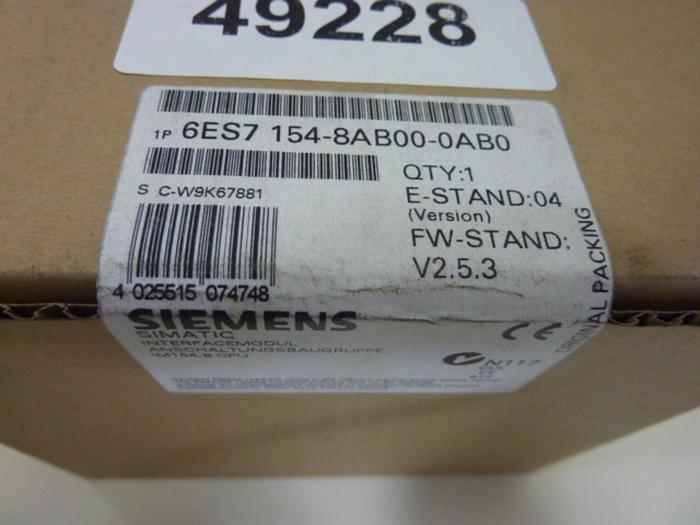 49228
1P 6ES7 154-8AB00-0AB0
S C-W9K67881
QTY:1
E-STAND:04
(Version)
FW-STAND:
V2.5.3
4 025515 074748
SIEMENS
SIMATIC
INTERFACEMODUL
ANSCHALTUNGSBAUGRUPPE
IM154-8 CPU
N117
ORIGINAL PACKING